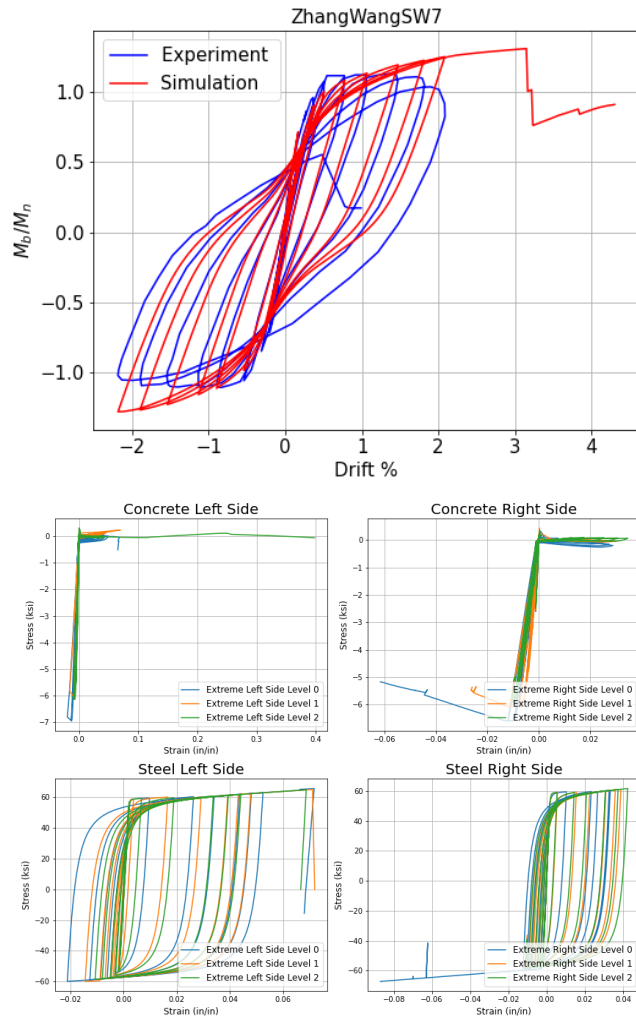 ZhangWangSW7
Experiment
Simulation
1.0
0.5
0.0
−0.5
−1.0
M_b/M_n
−2 −1 0 1 2 3 4
Drift %
Concrete Left Side
0
−1
−2
−3
−4
−5
−6
−7
Stress (ksi)
Extreme Left Side Level 0
Extreme Left Side Level 1
Extreme Left Side Level 2
0.0 0.1 0.2 0.3 0.4
Strain (in/in)
Concrete Right Side
0
−1
−2
−3
−4
−5
−6
Stress (ksi)
Extreme Right Side Level 0
Extreme Right Side Level 1
Extreme Right Side Level 2
−0.06 −0.04 −0.02 0.00 0.02
Strain (in/in)
Steel Left Side
60
40
20
0
−20
−40
−60
Stress (ksi)
Extreme Left Side Level 0
Extreme Left Side Level 1
Extreme Left Side Level 2
−0.02 0.00 0.02 0.04 0.06
Strain (in/in)
Steel Right Side
60
40
20
0
−20
−40
−60
Stress (ksi)
Extreme Right Side Level 0
Extreme Right Side Level 1
Extreme Right Side Level 2
−0.08 −0.06 −0.04 −0.02 0.00 0.02 0.04
Strain (in/in)